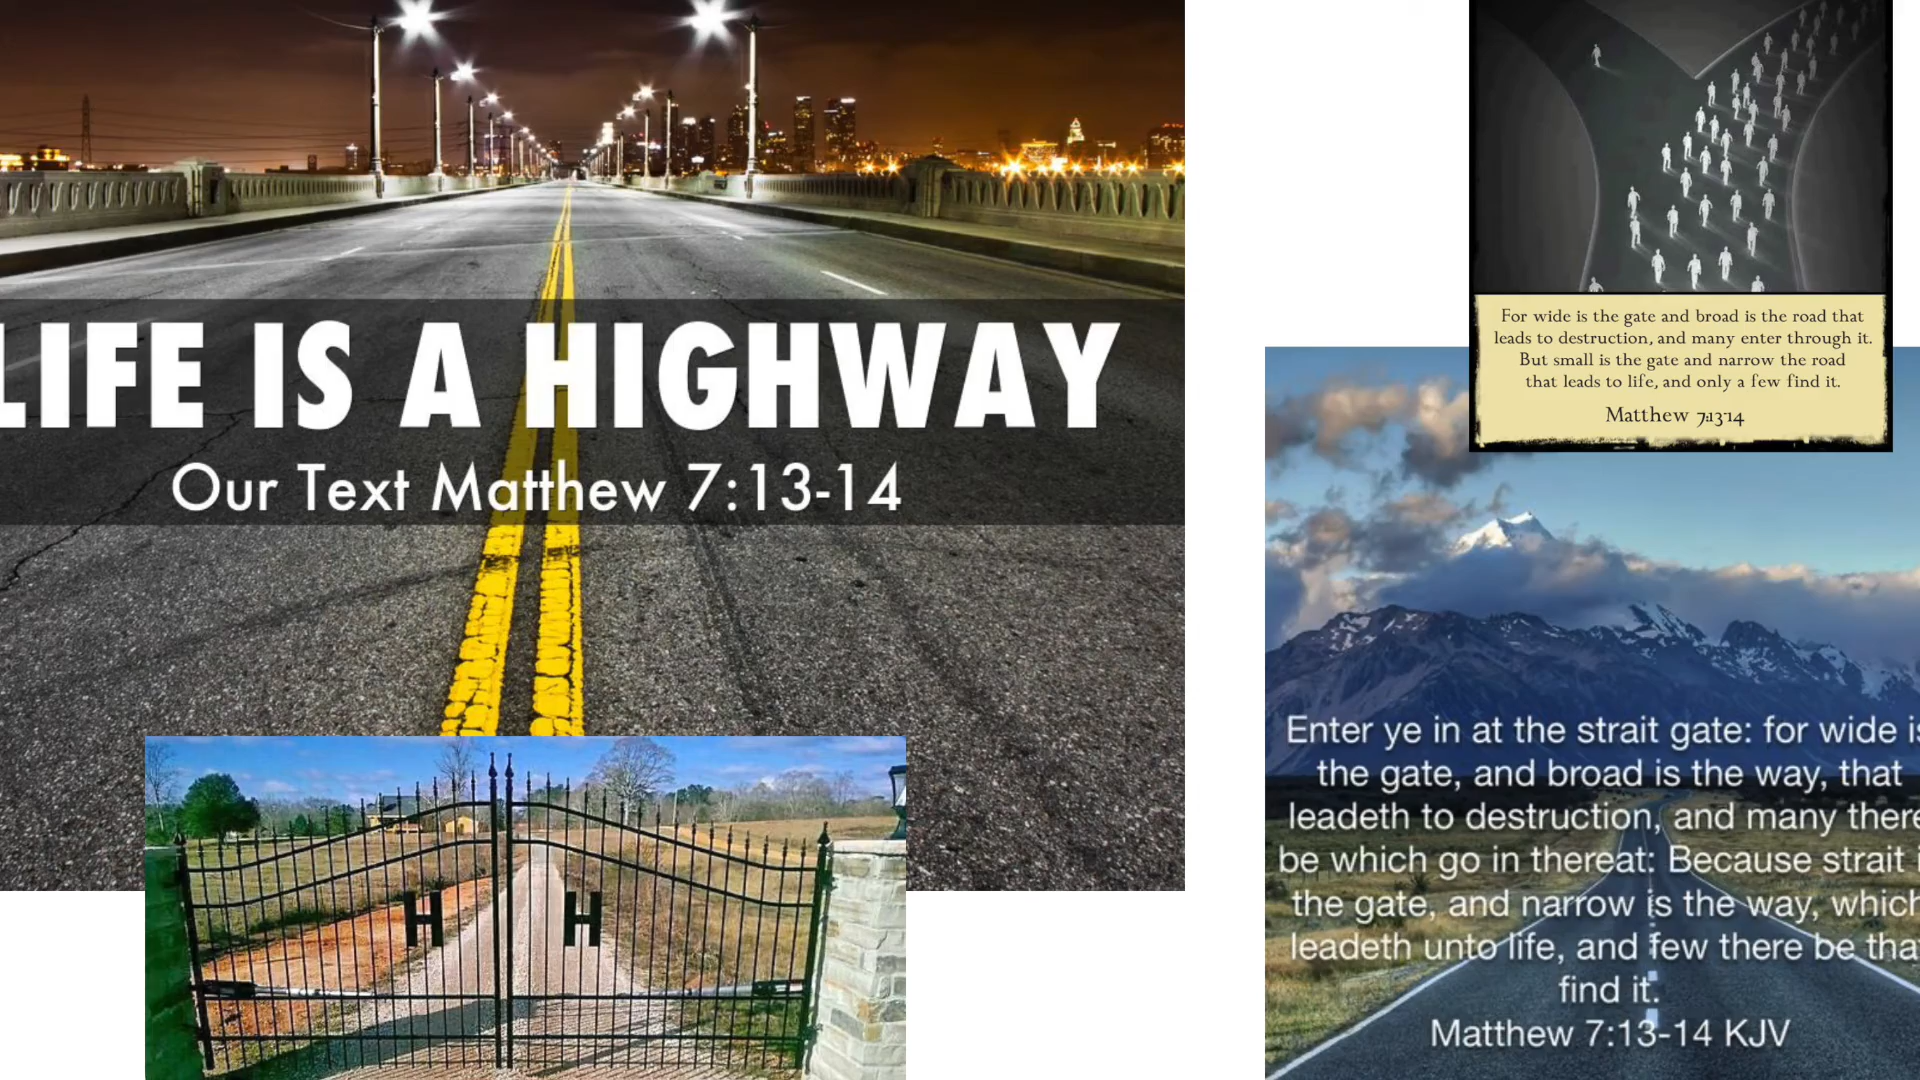 LIFE IS A HIGHWAY
Our Text Matthew 7:13-14
H H
For wide is the gate and broad is the road that
leads to destruction, and many enter through it.
But small is the gate and narrow the road
that leads to life, and only a few find it.
Matthew 7:13-14
Enter ye in at the strait gate: for wide is
the gate, and broad is the way, that
leadeth to destruction, and many there
be which go in thereat: Because strait i
the gate, and narrow is the way, which
leadeth unto life, and few there be that
find it.
Matthew 7:13-14 KJV